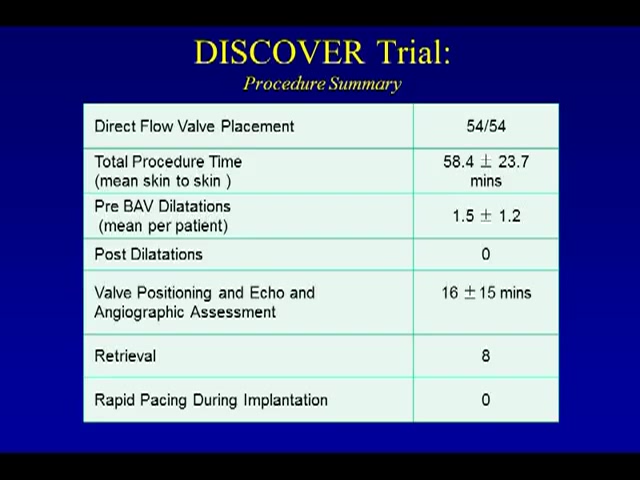 DISCOVER Trial:
Procedure Summary
Direct Flow Valve Placement 54/54
Total Procedure Time 58.4 ± 23.7
(mean skin to skin ) mins
Pre BAV Dilatations 1.5 ± 1.2
(mean per patient)
Post Dilatations 0
Valve Positioning and Echo and 16 ±15 mins
Angiographic Assessment
Retrieval 8
Rapid Pacing During Implantation 0